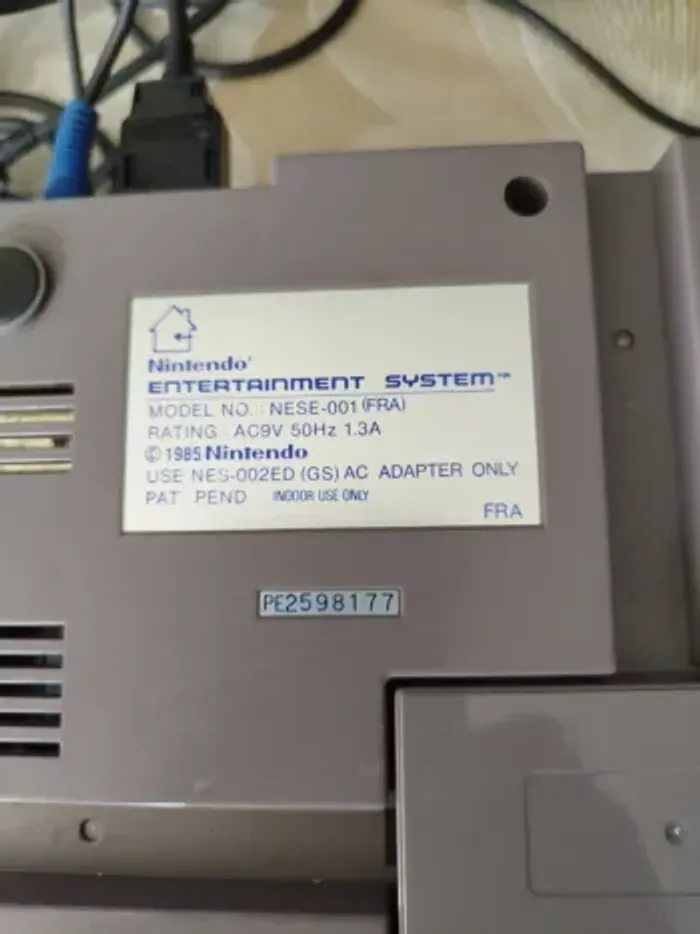 Nintendo
ENTERTAINMENT SYSTEM™
MODEL NO. : NESE-001 (FRA)
RATING : AC9V 50Hz 1.3A
© 1985 Nintendo
USE NES-002ED (GS) AC ADAPTER ONLY
PAT PEND INDOOR USE ONLY
FRA
PE2598177